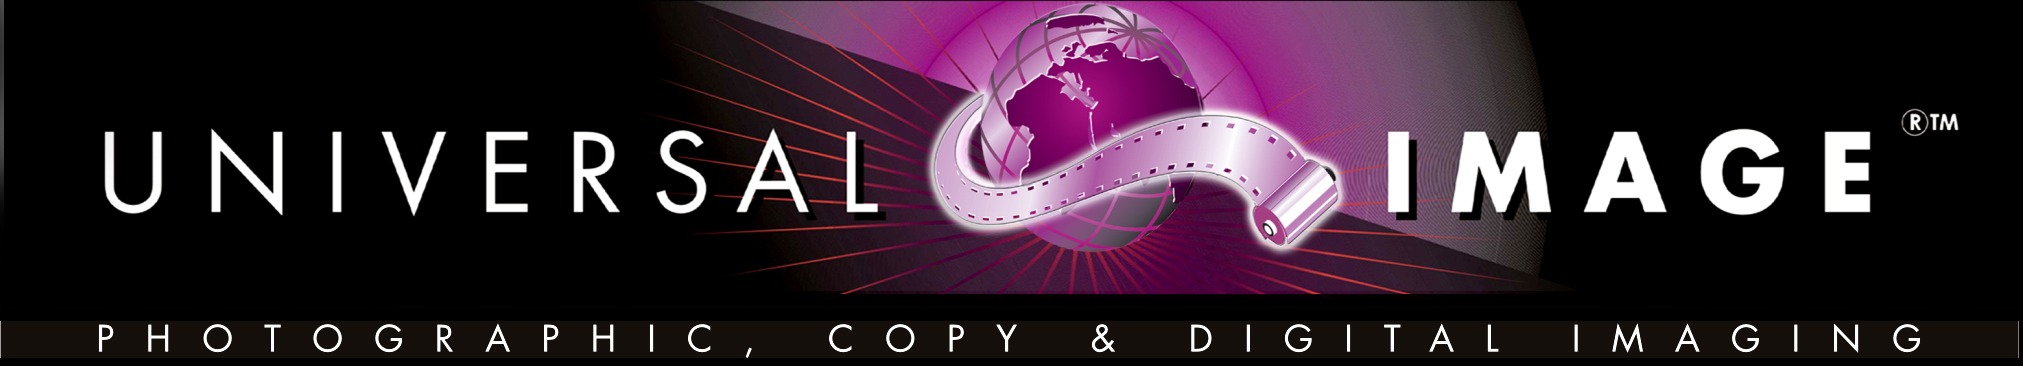 UNIVERSAL IMAGE ®™
PHOTOGRAPHIC, COPY & DIGITAL IMAGING